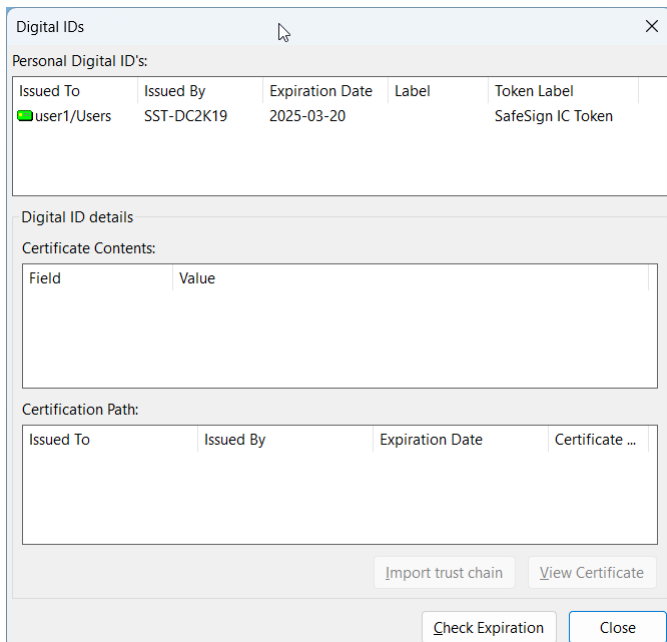 Digital IDs
Personal Digital ID's:
Issued To Issued By Expiration Date Label Token Label
user1/Users SST-DC2K19 2025-03-20 SafeSign IC Token
Digital ID details
Certificate Contents:
Field Value
Certification Path:
Issued To Issued By Expiration Date Certificate ...
Import trust chain View Certificate
Check Expiration Close